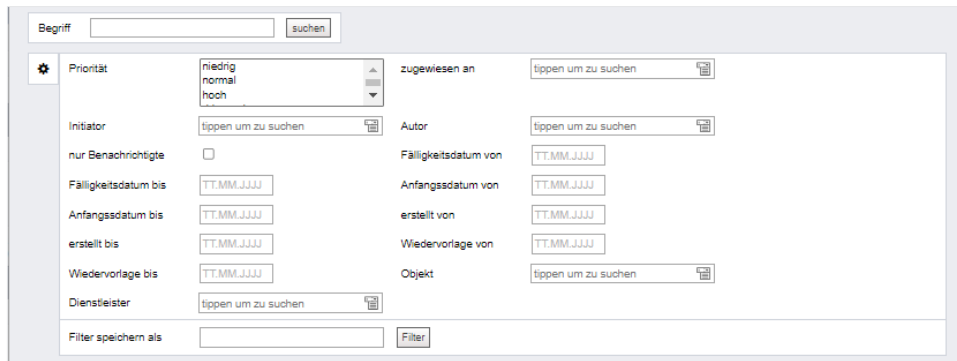 Begriff suchen
Priorität niedrig zugewiesen an tippen um zu suchen
normal
hoch
Initiator tippen um zu suchen Autor tippen um zu suchen
nur Benachrichtigte Fälligkeitsdatum von TT.MM.JJJJ
Fälligkeitsdatum bis TT.MM.JJJJ Anfangssdatum von TT.MM.JJJJ
Anfangssdatum bis TT.MM.JJJJ erstellt von TT.MM.JJJJ
erstellt bis TT.MM.JJJJ Wiedervorlage von TT.MM.JJJJ
Wiedervorlage bis TT.MM.JJJJ Objekt tippen um zu suchen
Dienstleister tippen um zu suchen
Filter speichern als Filter